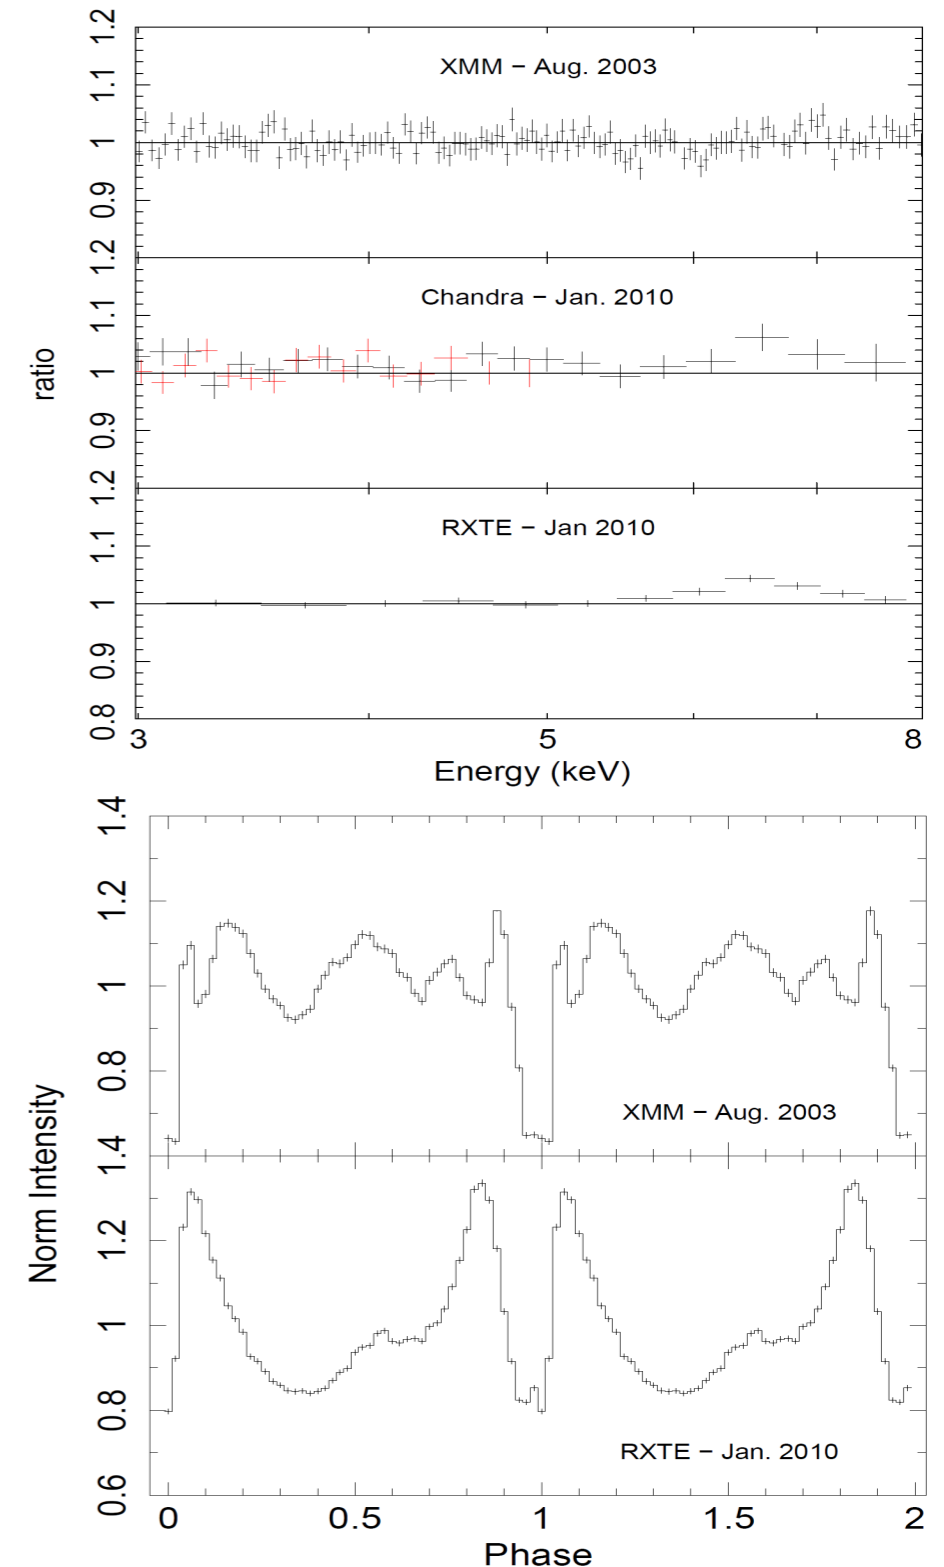 1.2
XMM − Aug. 2003
1.1
1
0.9
1.2
Chandra − Jan. 2010
1.1
ratio
1
0.9
1.2
RXTE − Jan 2010
1.1
1
0.9
0.8
3 5 8
Energy (keV)
1.4
1.2
1
0.8
XMM − Aug. 2003
1.4
Norm Intensity
1.2
1
0.8
RXTE − Jan. 2010
0.6
0 0.5 1 1.5 2
Phase